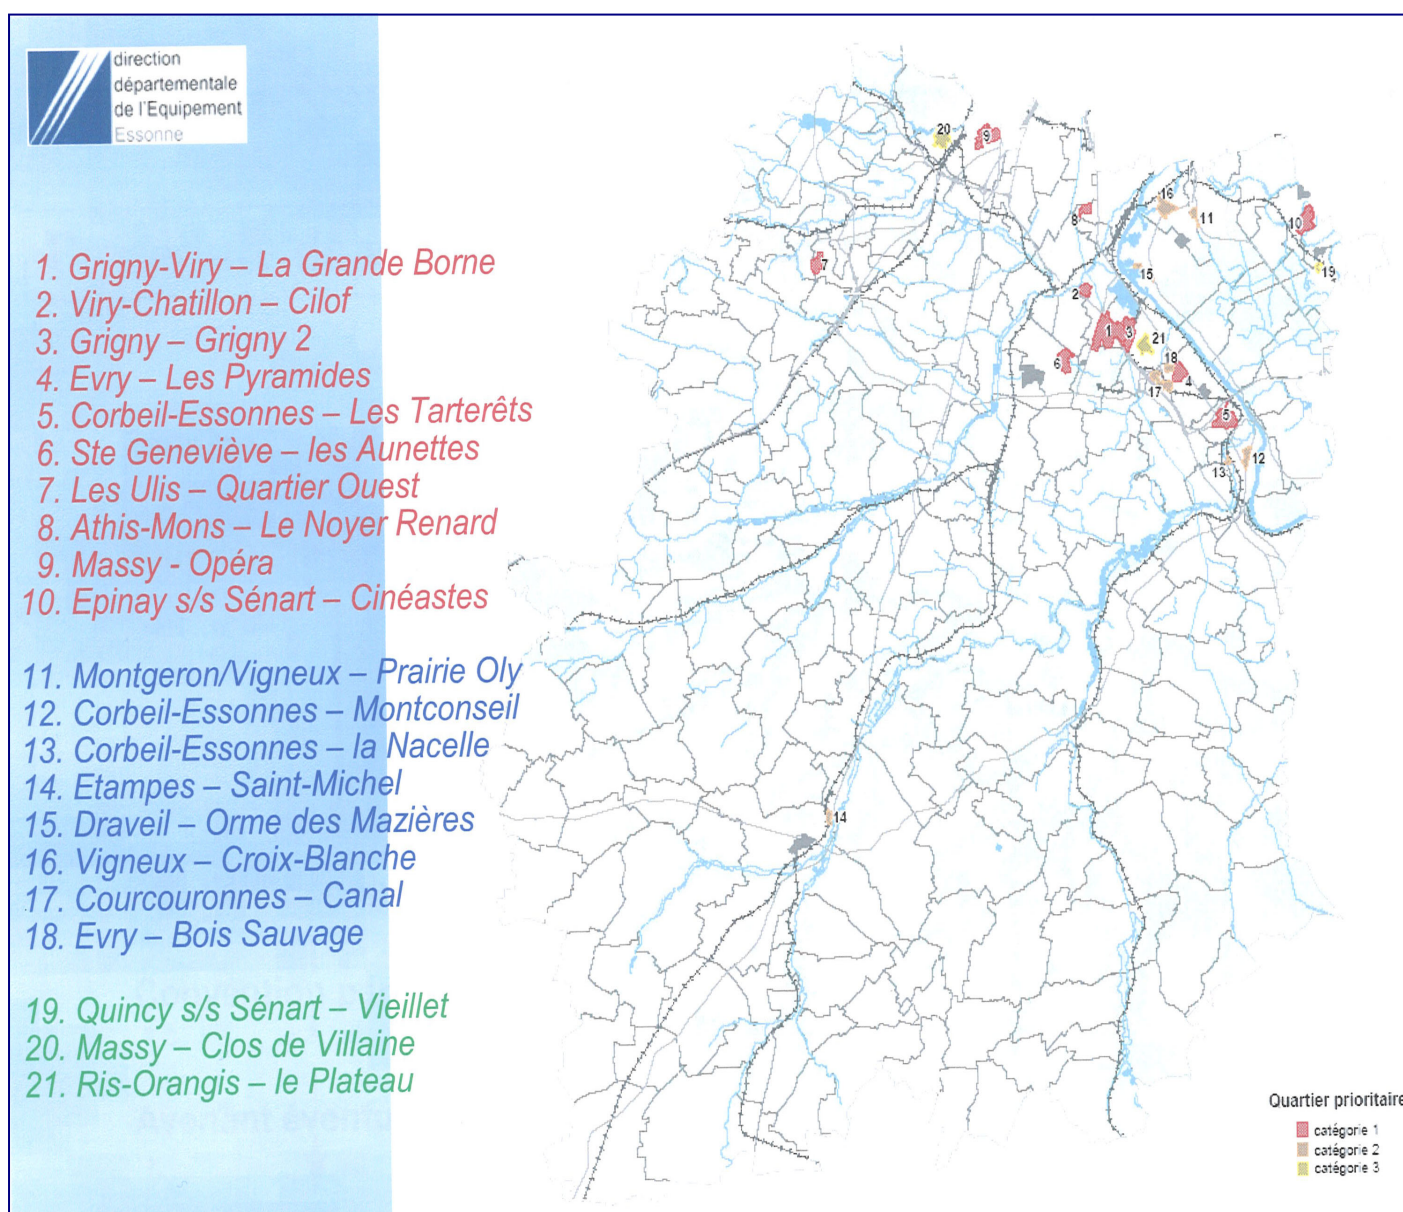 direction
départementale
de l'Equipement
Essonne
1. Grigny-Viry – La Grande Borne
2. Viry-Chatillon – Cilof
3. Grigny – Grigny 2
4. Evry – Les Pyramides
5. Corbeil-Essonnes – Les Tarterêts
6. Ste Geneviève – les Aunettes
7. Les Ulis – Quartier Ouest
8. Athis-Mons – Le Noyer Renard
9. Massy - Opéra
10. Epinay s/s Sénart – Cinéastes
11. Montgeron/Vigneux – Prairie Oly
12. Corbeil-Essonnes – Montconseil
13. Corbeil-Essonnes – la Nacelle
14. Etampes – Saint-Michel
15. Draveil – Orme des Mazières
16. Vigneux – Croix-Blanche
17. Courcouronnes – Canal
18. Evry – Bois Sauvage
19. Quincy s/s Sénart – Vieillet
20. Massy – Clos de Villaine
21. Ris-Orangis – le Plateau
20
9
16
11
8
10
7
15
19
2
1
3
21
6
18
4
17
5
12
13
14
Quartier prioritaire
catégorie 1
catégorie 2
catégorie 3